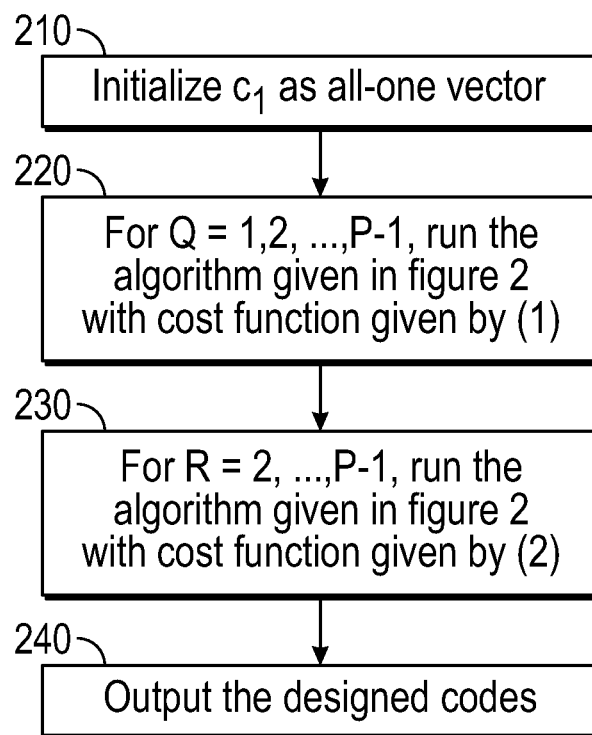 210
Initialize c₁ as all-one vector
220
For Q = 1,2, ...,P-1, run the
algorithm given in figure 2
with cost function given by (1)
230
For R = 2, ...,P-1, run the
algorithm given in figure 2
with cost function given by (2)
240
Output the designed codes